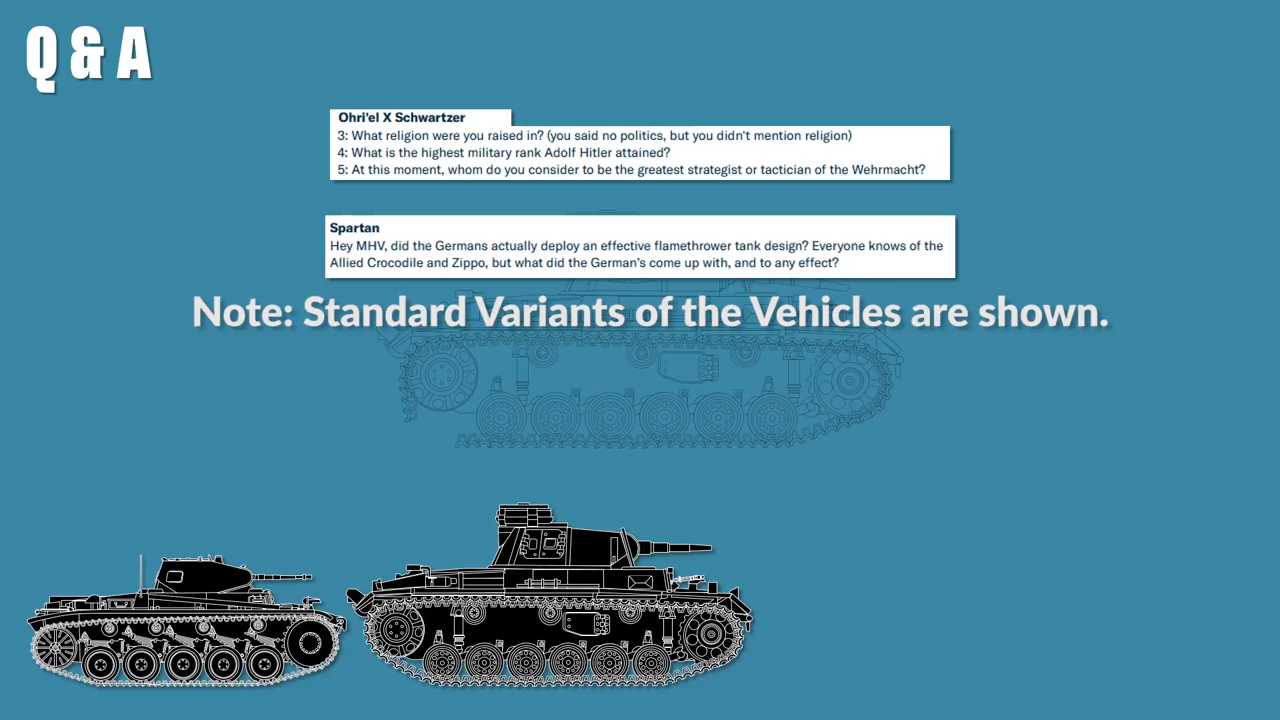 Q & A
Ohri'el X Schwartzer
3: What religion were you raised in? (you said no politics, but you didn't mention religion)
4: What is the highest military rank Adolf Hitler attained?
5: At this moment, whom do you consider to be the greatest strategist or tactician of the Wehrmacht?
Spartan
Hey MHV, did the Germans actually deploy an effective flamethrower tank design? Everyone knows of the
Allied Crocodile and Zippo, but what did the German's come up with, and to any effect?
Note: Standard Variants of the Vehicles are shown.